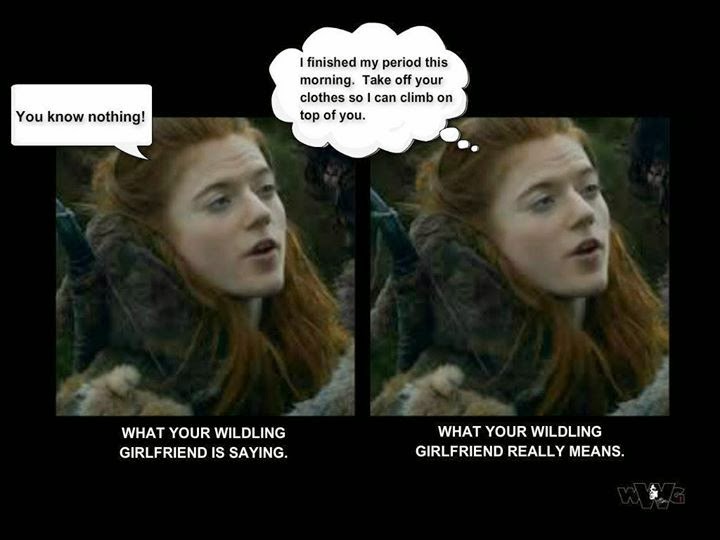 You know nothing!
I finished my period this
morning. Take off your
clothes so I can climb on
top of you.
WHAT YOUR WILDLING
GIRLFRIEND IS SAYING.
WHAT YOUR WILDLING
GIRLFRIEND REALLY MEANS.